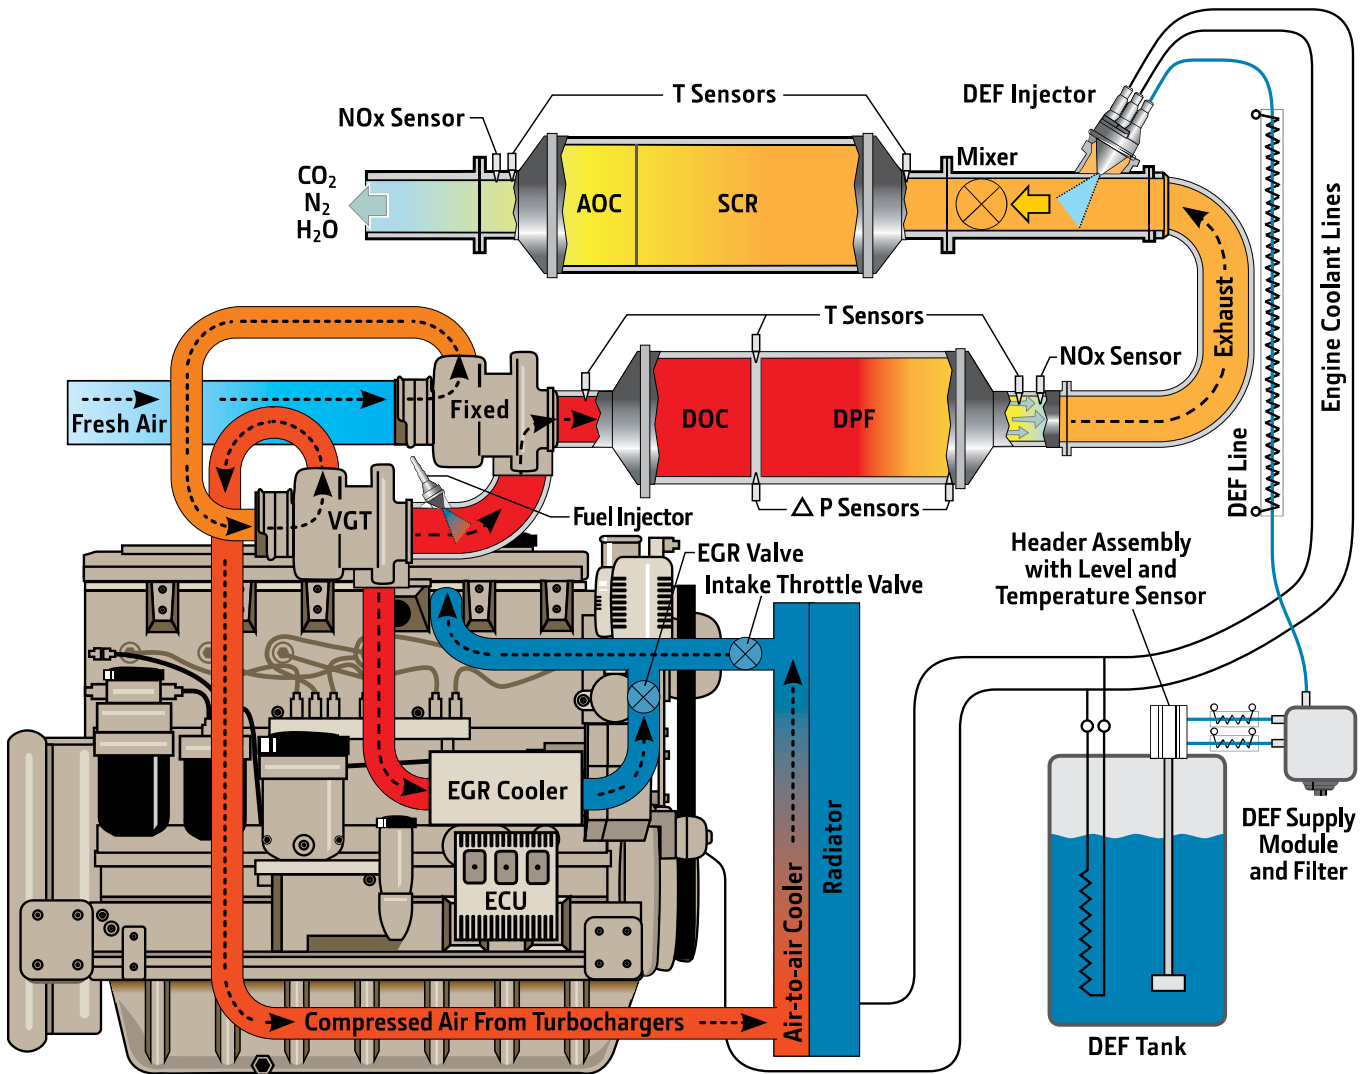 T Sensors
DEF Injector
NOx Sensor
Mixer
CO₂
N₂
H₂O
AOC
SCR
Engine Coolant Lines
Exhaust
T Sensors
NOx Sensor
Fresh Air
Fixed
DOC
DPF
DEF Line
VGT
Fuel Injector
△ P Sensors
EGR Valve
Intake Throttle Valve
Header Assembly
with Level and
Temperature Sensor
EGR Cooler
ECU
Air-to-air Cooler
Radiator
DEF Supply
Module
and Filter
Compressed Air From Turbochargers
DEF Tank